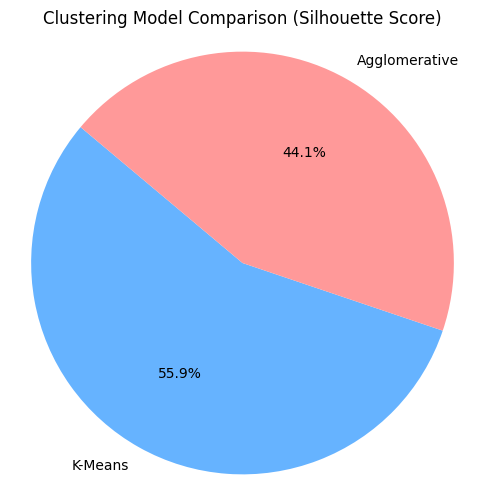 Clustering Model Comparison (Silhouette Score)
Agglomerative
44.1%
55.9%
K-Means